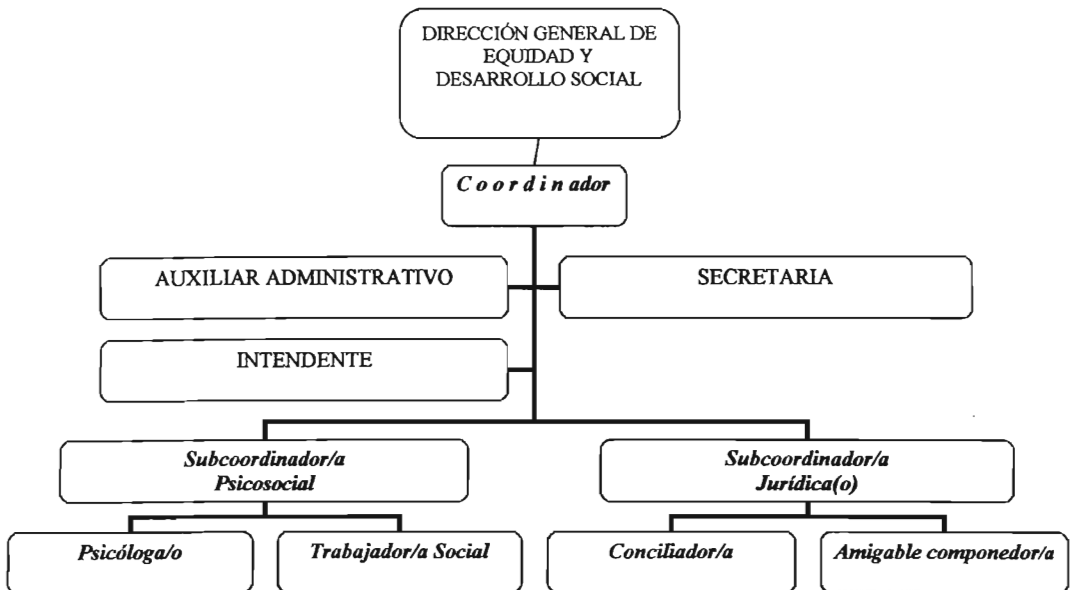 DIRECCIÓN GENERAL DE
EQUIDAD Y
DESARROLLO SOCIAL
Coordinador
AUXILIAR ADMINISTRATIVO
SECRETARIA
INTENDENTE
Subcoordinador/a
Psicosocial
Subcoordinador/a
Jurídica(o)
Psicóloga/o
Trabajador/a Social
Conciliador/a
Amigable componedor/a